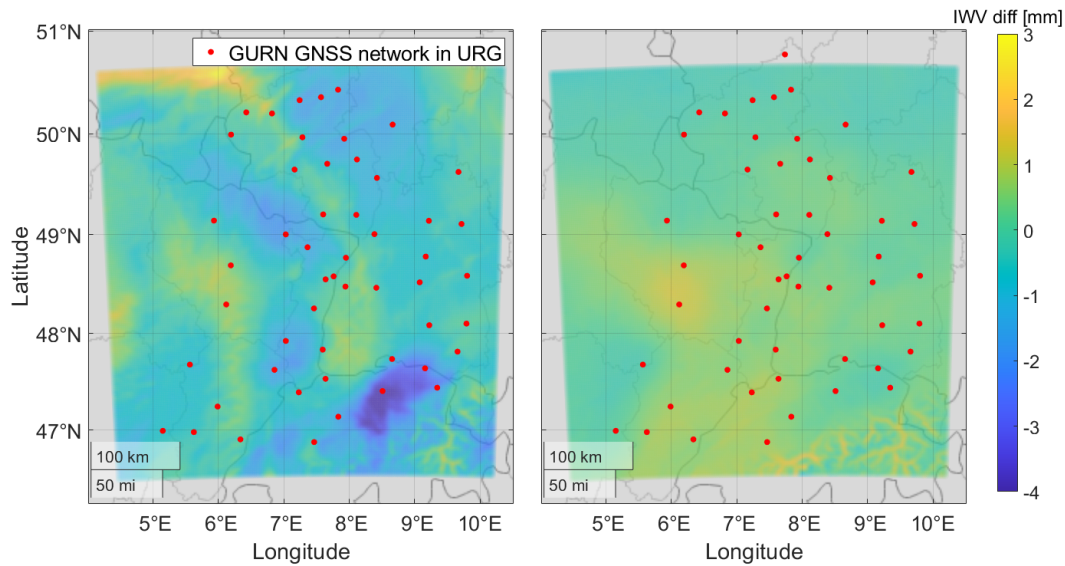 IWV diff [mm]
51°N
50°N
49°N
48°N
47°N
Latitude
GURN GNSS network in URG
100 km
50 mi
5°E 6°E 7°E 8°E 9°E 10°E
Longitude
100 km
50 mi
5°E 6°E 7°E 8°E 9°E 10°E
Longitude
3
2
1
0
-1
-2
-3
-4